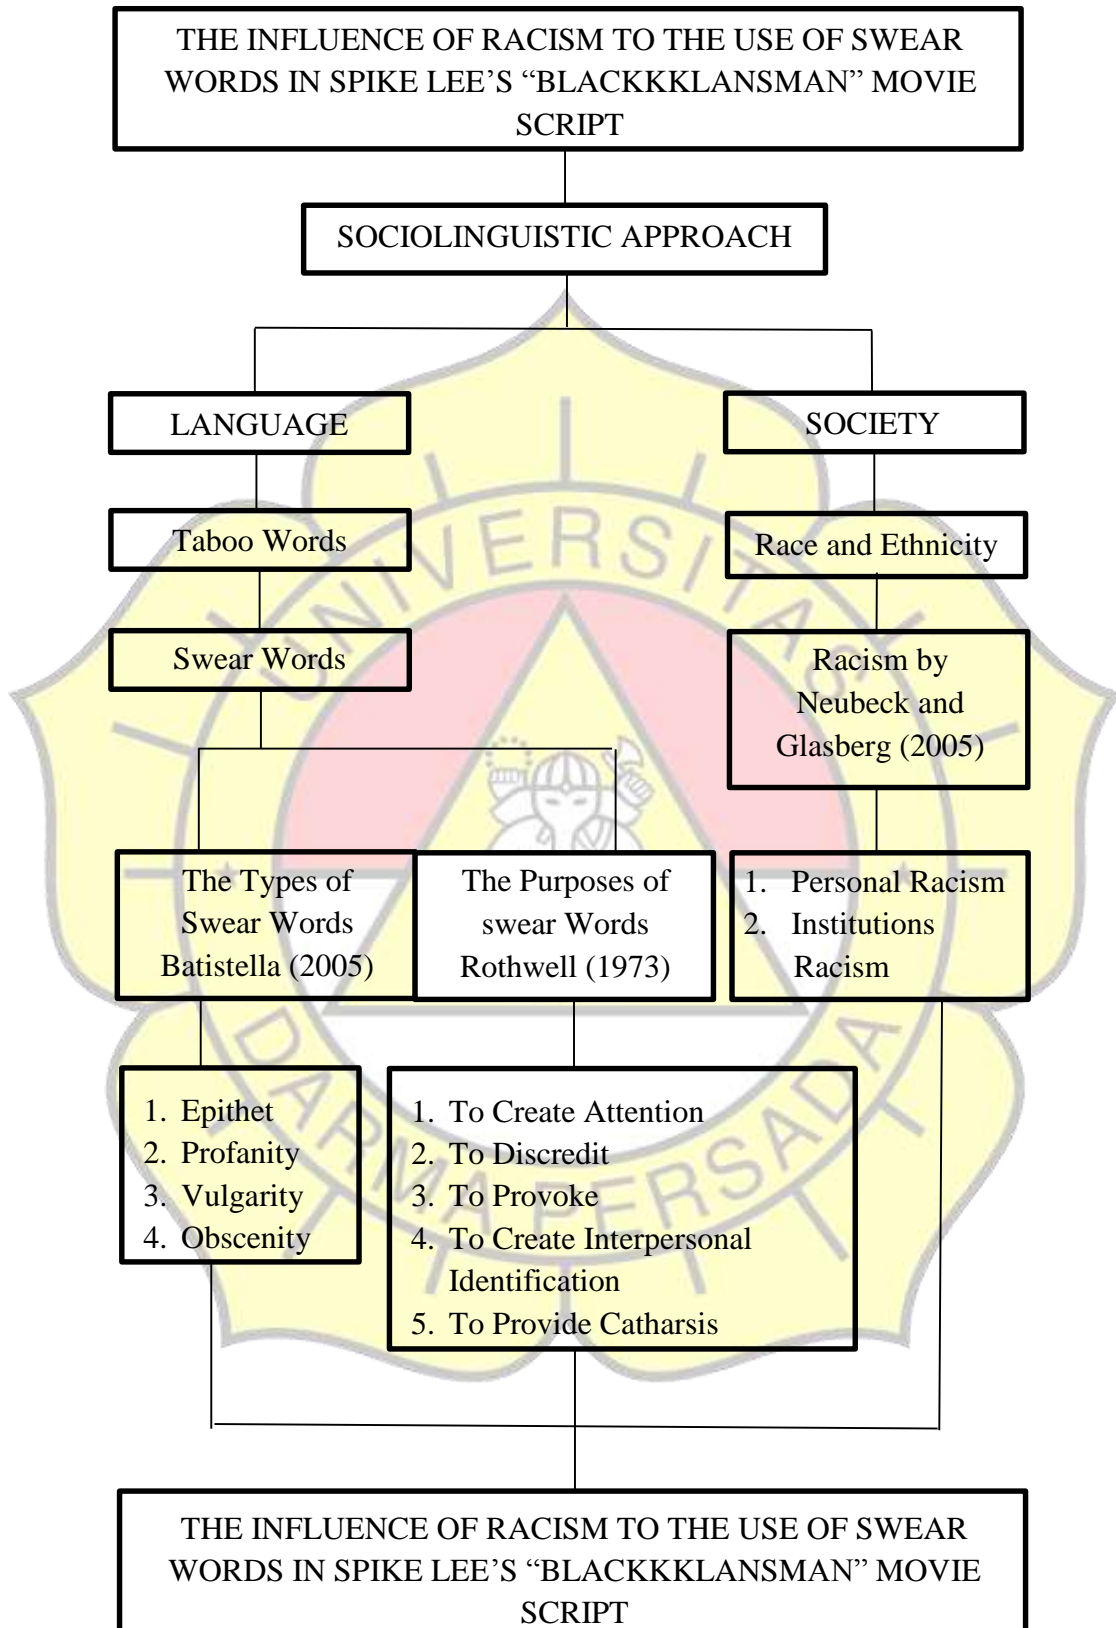 THE INFLUENCE OF RACISM TO THE USE OF SWEAR
WORDS IN SPIKE LEE’S “BLACKKKLANSMAN” MOVIE
SCRIPT
SOCIOLINGUISTIC APPROACH
LANGUAGE
SOCIETY
Taboo Words
Race and Ethnicity
Swear Words
Racism by
Neubeck and
Glasberg (2005)
The Types of
Swear Words
Batistella (2005)
The Purposes of
swear Words
Rothwell (1973)
1. Personal Racism
2. Institutions
Racism
1. Epithet
2. Profanity
3. Vulgarity
4. Obscenity
1. To Create Attention
2. To Discredit
3. To Provoke
4. To Create Interpersonal
Identification
5. To Provide Catharsis
THE INFLUENCE OF RACISM TO THE USE OF SWEAR
WORDS IN SPIKE LEE’S “BLACKKKLANSMAN” MOVIE
SCRIPT
UNIVERSITAS
DARMA PERSADA